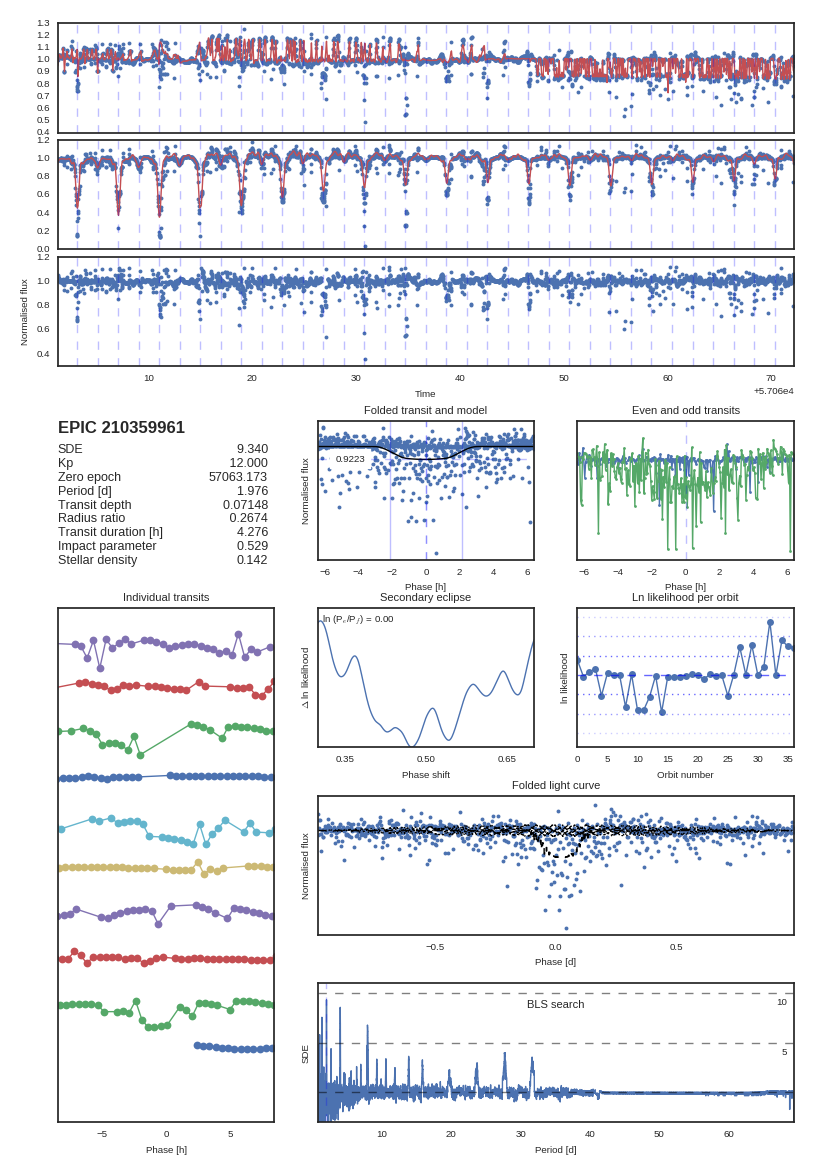 1.3
1.2
1.1
1.0
0.9
0.8
0.7
0.6
0.5
0.4
1.2
1.0
0.8
0.6
0.4
0.2
0.0
1.2
1.0
0.8
0.6
0.4
Normalised flux
10 20 30 40 50 60 70
Time
+5.706e4
EPIC 210359961
SDE 9.340
Kp 12.000
Zero epoch 57063.173
Period [d] 1.976
Transit depth 0.07148
Radius ratio 0.2674
Transit duration [h] 4.276
Impact parameter 0.529
Stellar density 0.142
Folded transit and model
Normalised flux
0.9223
−6 −4 −2 0 2 4 6
Phase [h]
Even and odd transits
−6 −4 −2 0 2 4 6
Phase [h]
Individual transits
−5 0 5
Phase [h]
Secondary eclipse
ln (Pₑ/P𝑓) = 0.00
Δ ln likelihood
0.35 0.50 0.65
Phase shift
Ln likelihood per orbit
ln likelihood
0 5 10 15 20 25 30 35
Orbit number
Folded light curve
Normalised flux
−0.5 0.0 0.5
Phase [d]
BLS search
10
5
SDE
10 20 30 40 50 60
Period [d]